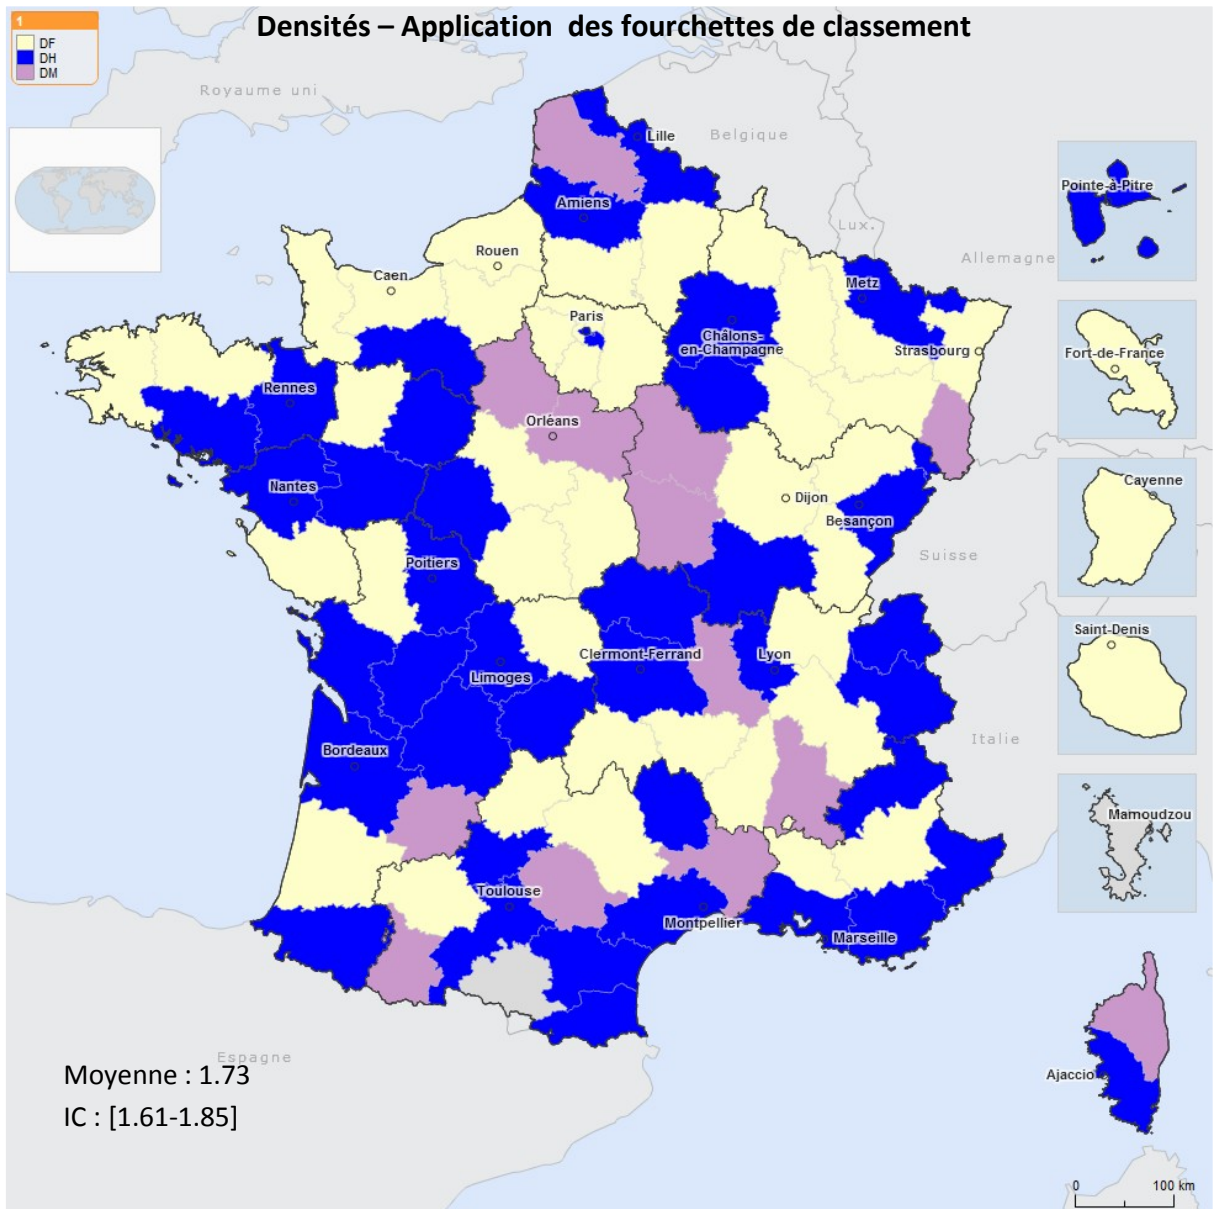 Densités – Application des fourchettes de classement
1
DF
DH
DM
Royaume uni
Belgique
Lille
Pointe-à-Pitre
Amiens
Lux.
Allemagne
Rouen
Caen
Metz
Paris
Châlons-
en-Champagne
Strasbourg
Fort-de-France
Rennes
Orléans
Nantes
Dijon
Cayenne
Besançon
Suisse
Poitiers
Saint-Denis
Clermont-Ferrand
Lyon
Limoges
Italie
Bordeaux
Mamoudzou
Toulouse
Montpellier
Marseille
Espagne
Moyenne : 1.73
Ajaccio
IC : [1.61-1.85]
0 100 km